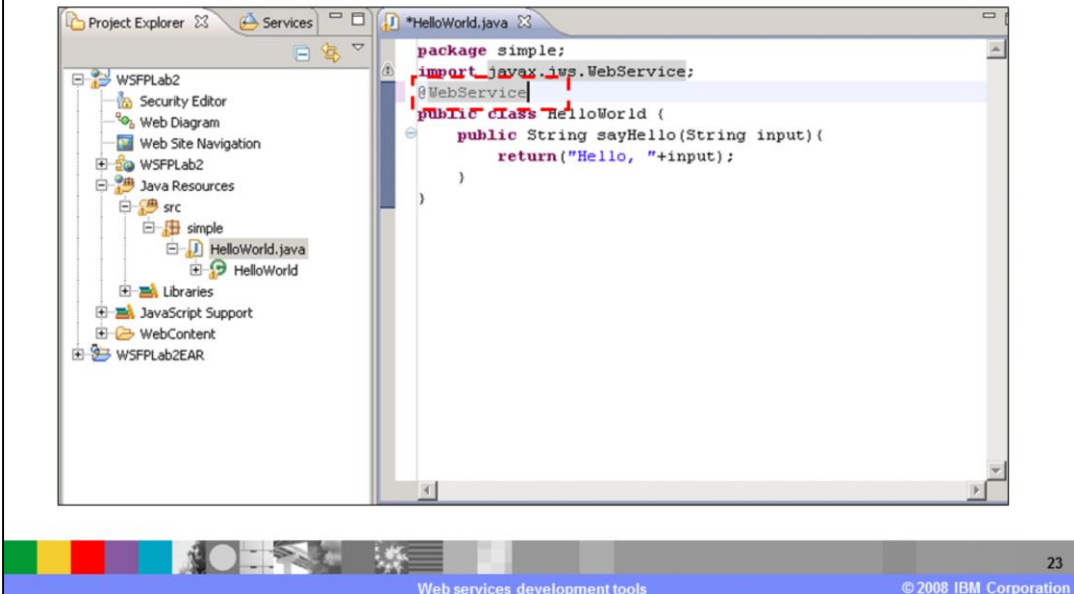 Project Explorer
Services
WSFPLab2
Security Editor
Web Diagram
Web Site Navigation
WSFPLab2
Java Resources
src
simple
HelloWorld.java
HelloWorld
Libraries
JavaScript Support
WebContent
WSFPLab2EAR
*HelloWorld.java
package simple;
import javax.jws.WebService;
@WebService
public class HelloWorld {
public String sayHello(String input){
return("Hello, "+input);
}
}
23
Web services development tools
© 2008 IBM Corporation